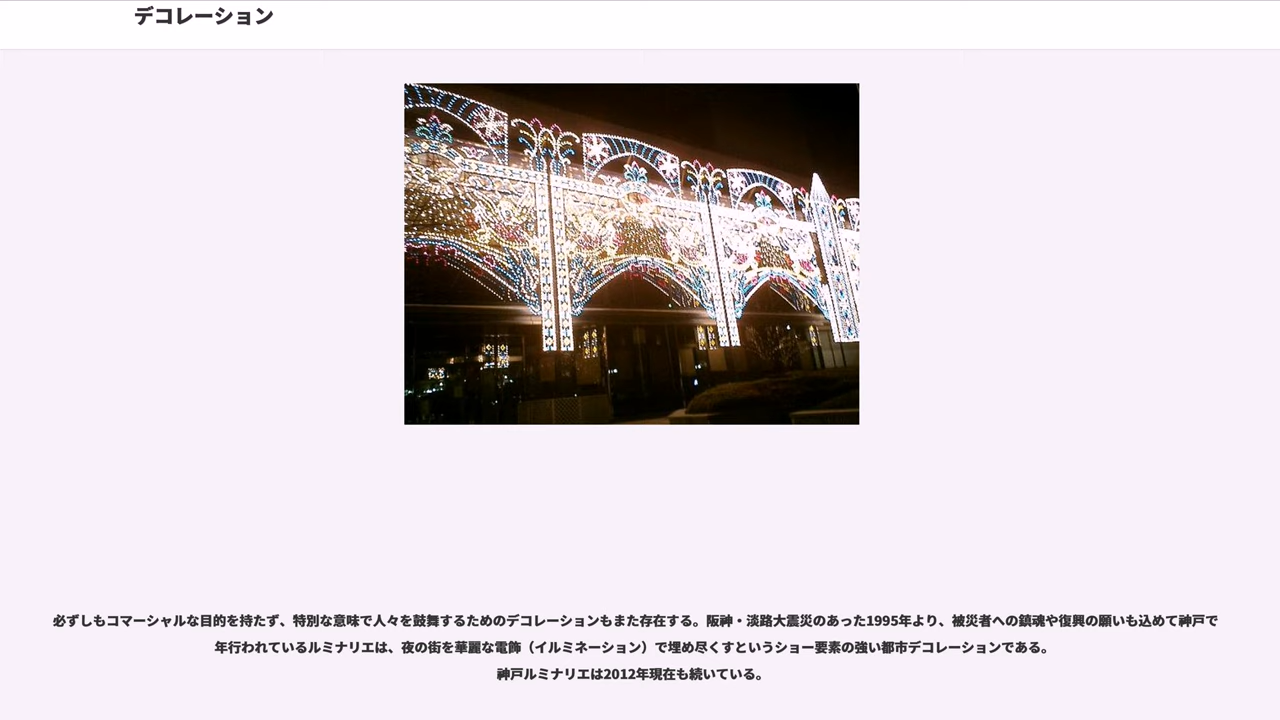 デコレーション
必ずしもコマーシャルな目的を持たず、特別な意味で人々を鼓舞するためのデコレーションもまた存在する。阪神・淡路大震災のあった1995年より、被災者への鎮魂や復興の願いも込めて神戸で
年行われているルミナリエは、夜の街を華麗な電飾（イルミネーション）で埋め尽くすというショー要素の強い都市デコレーションである。
神戸ルミナリエは2012年現在も続いている。